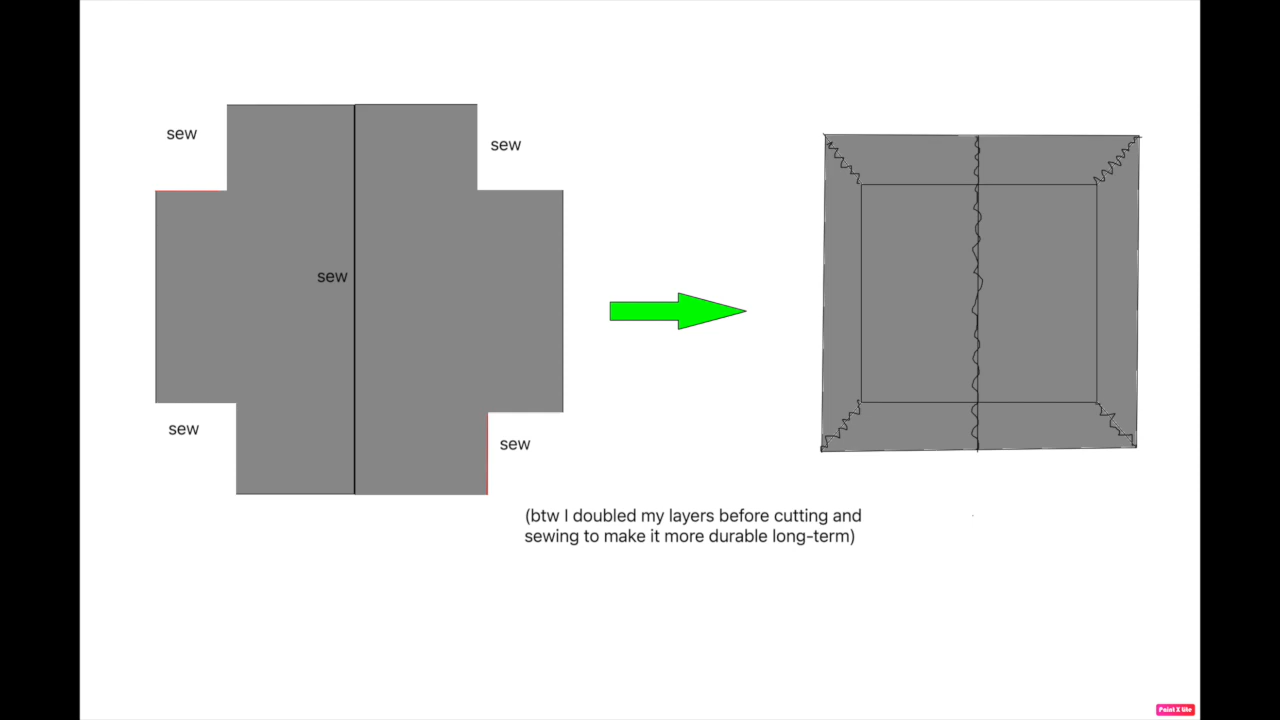 sew
sew
sew
sew
sew
(btw I doubled my layers before cutting and
sewing to make it more durable long-term)
Paint X Lite